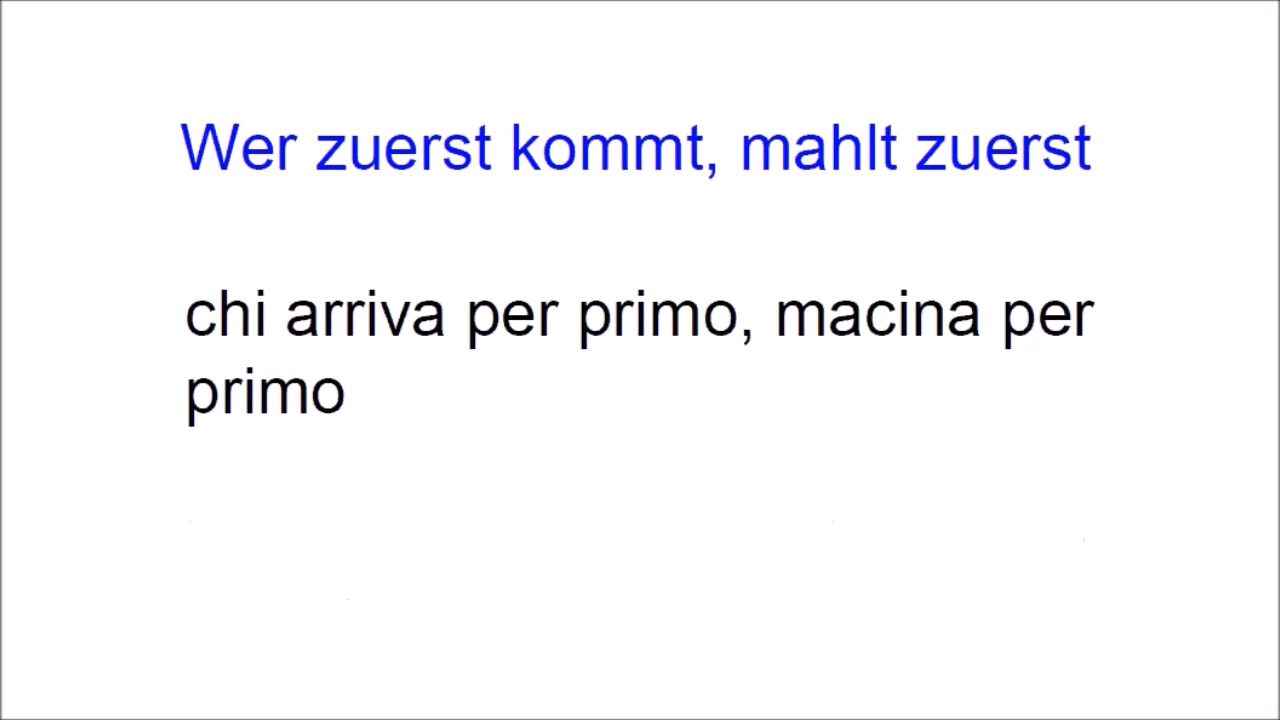 Wer zuerst kommt, mahlt zuerst
chi arriva per primo, macina per
primo